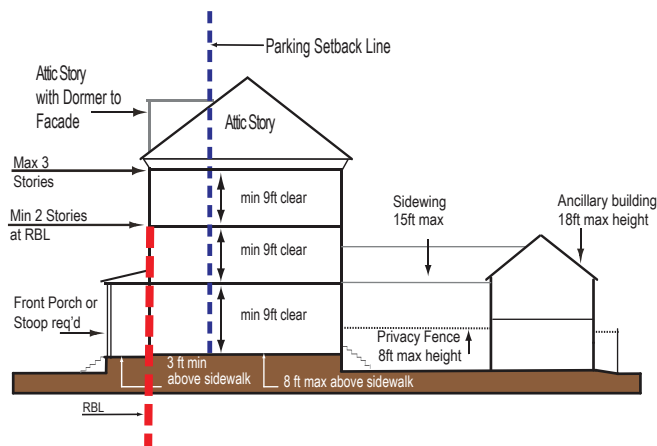 Parking Setback Line
Attic Story
with Dormer to
Facade
Attic Story
Max 3
Stories
min 9ft clear
Sidewing
15ft max
Ancillary building
18ft max height
Min 2 Stories
at RBL
min 9ft clear
Front Porch or
Stoop req'd
min 9ft clear
Privacy Fence
8ft max height
3 ft min
above sidewalk
8 ft max above sidewalk
RBL